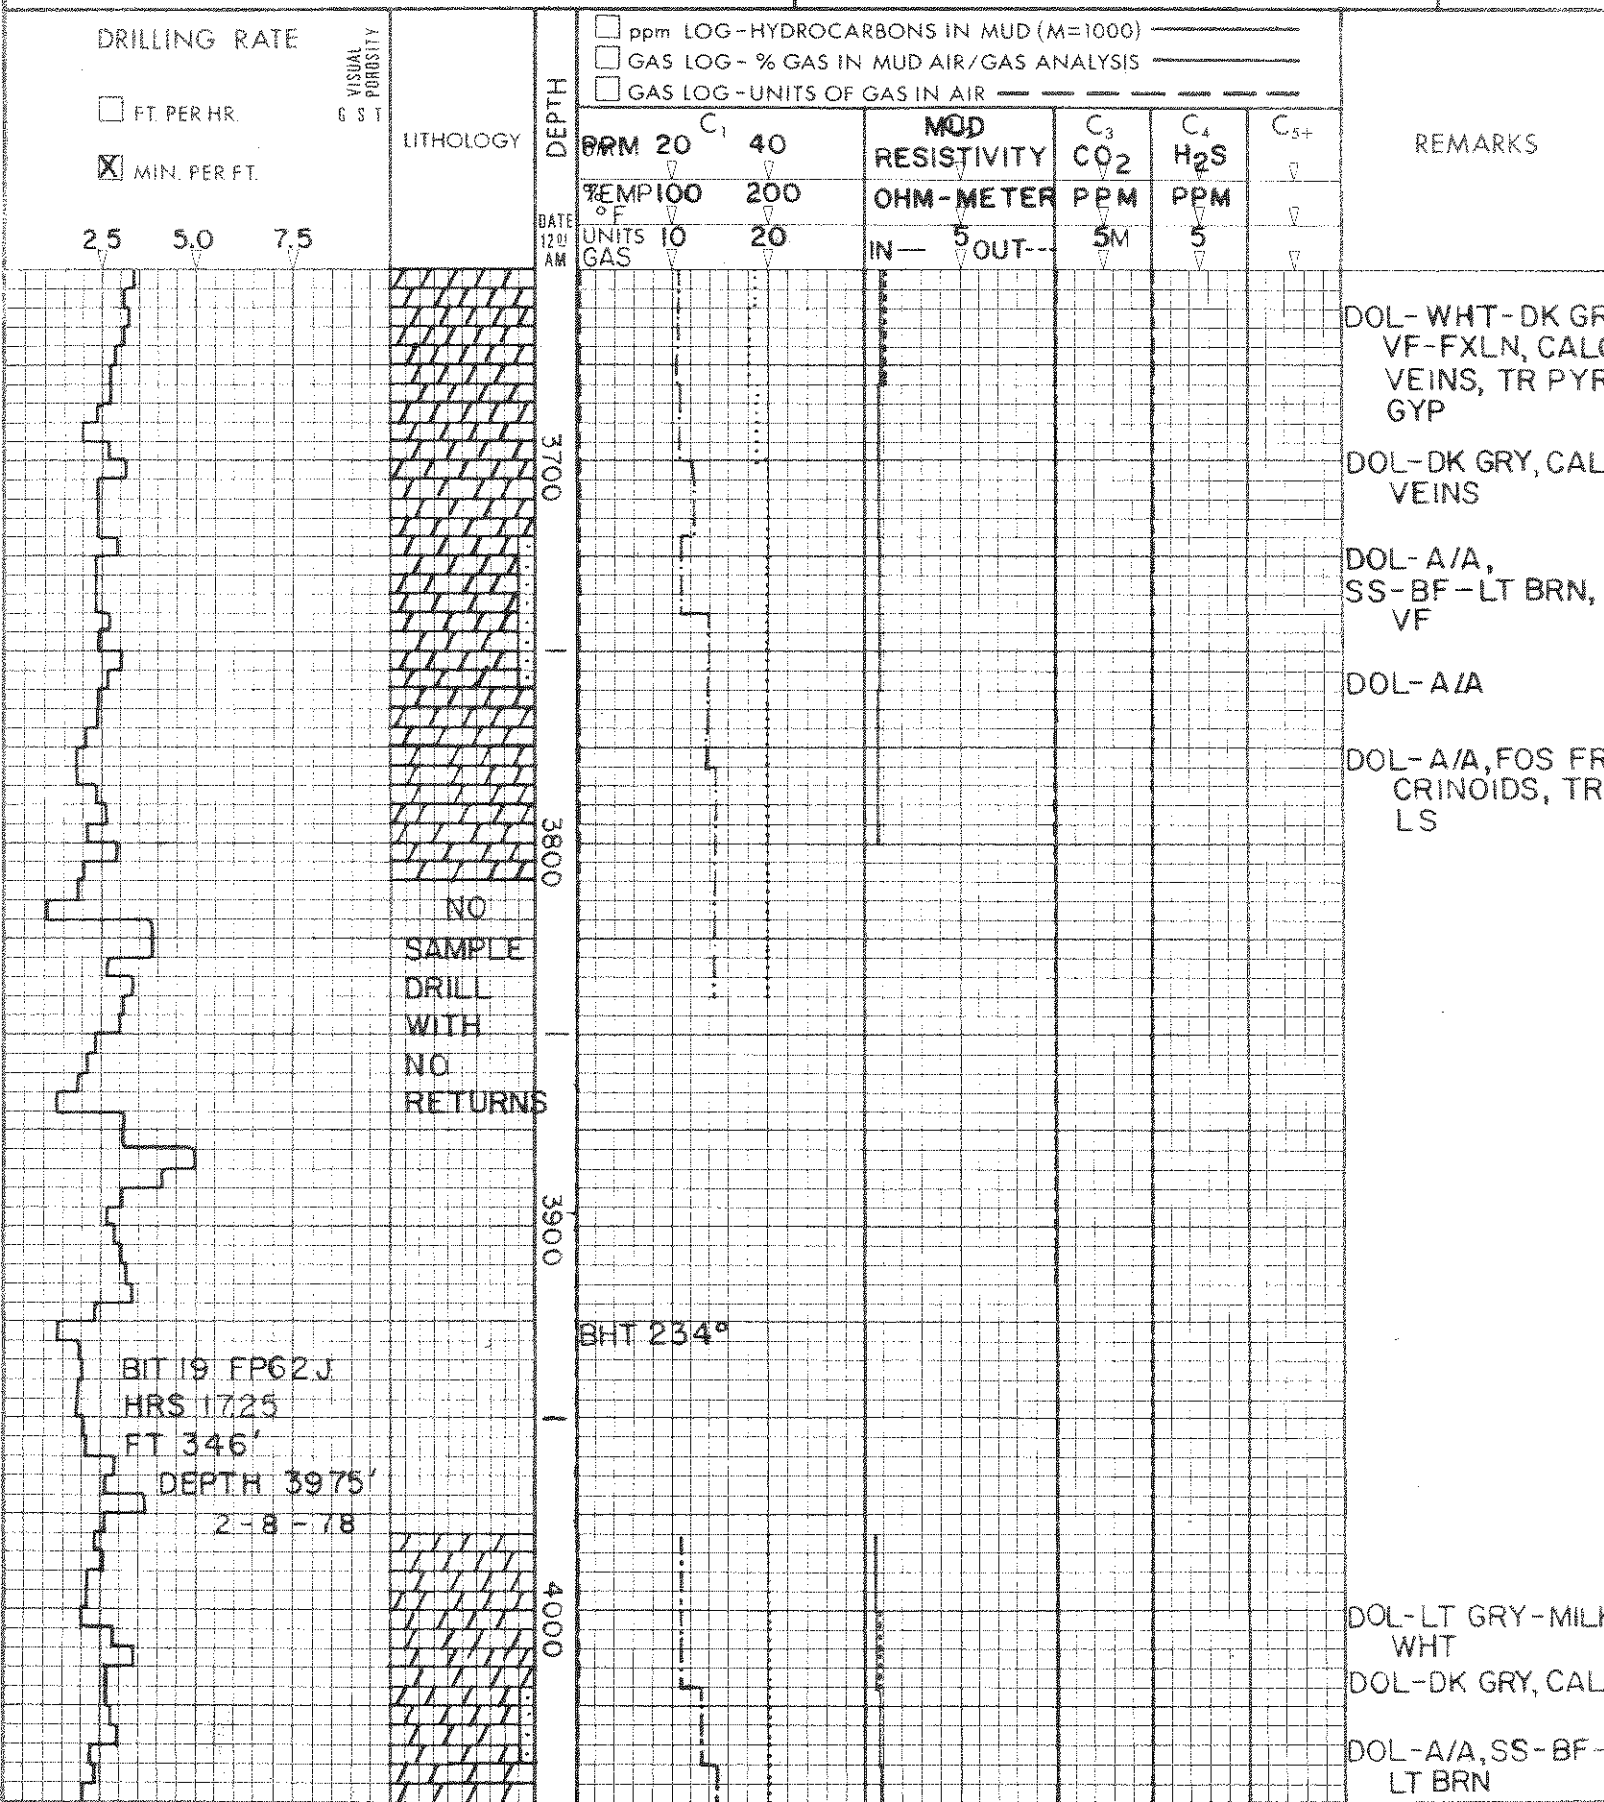 DRILLING RATE
VISUAL POROSITY
G S T
FT. PER HR.
X MIN. PER FT.
2.5 5.0 7.5
LITHOLOGY
DEPTH
DATE
12 01
AM
ppm LOG-HYDROCARBONS IN MUD (M=1000)
GAS LOG-% GAS IN MUD AIR/GAS ANALYSIS
GAS LOG-UNITS OF GAS IN AIR
C1
PPM 20 40
TEMP 100 200
°F
UNITS 10 20
GAS
MUD
RESISTIVITY
OHM-METER
IN— 5 OUT---
C3
CO2
PPM
5M
C4
H2S
PPM
5
C5+
REMARKS
DOL-WHT-DK GR
VF-FXLN, CALC
VEINS, TR PYR
GYP
3700
DOL-DK GRY, CAL
VEINS
DOL-A/A,
SS-BF-LT BRN,
VF
DOL-A/A
DOL-A/A, FOS FR
CRINOIDS, TR
LS
3800
NO
SAMPLE
DRILL
WITH
NO
RETURNS
3900
BHT 234°
BIT 19 FP62J
HRS 1725
FT 346'
DEPTH 3975'
2-8-78
4000
DOL-LT GRY-MILK
WHT
DOL-DK GRY, CAL
DOL-A/A, SS-BF-
LT BRN